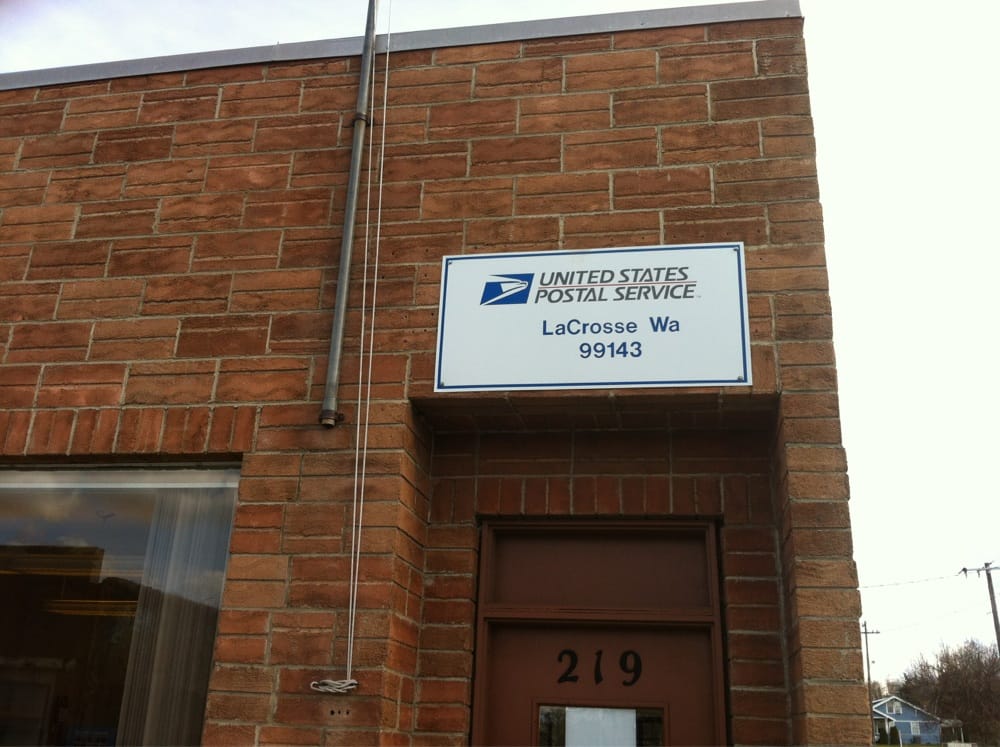 UNITED STATES
POSTAL SERVICE
LaCrosse Wa
99143
219